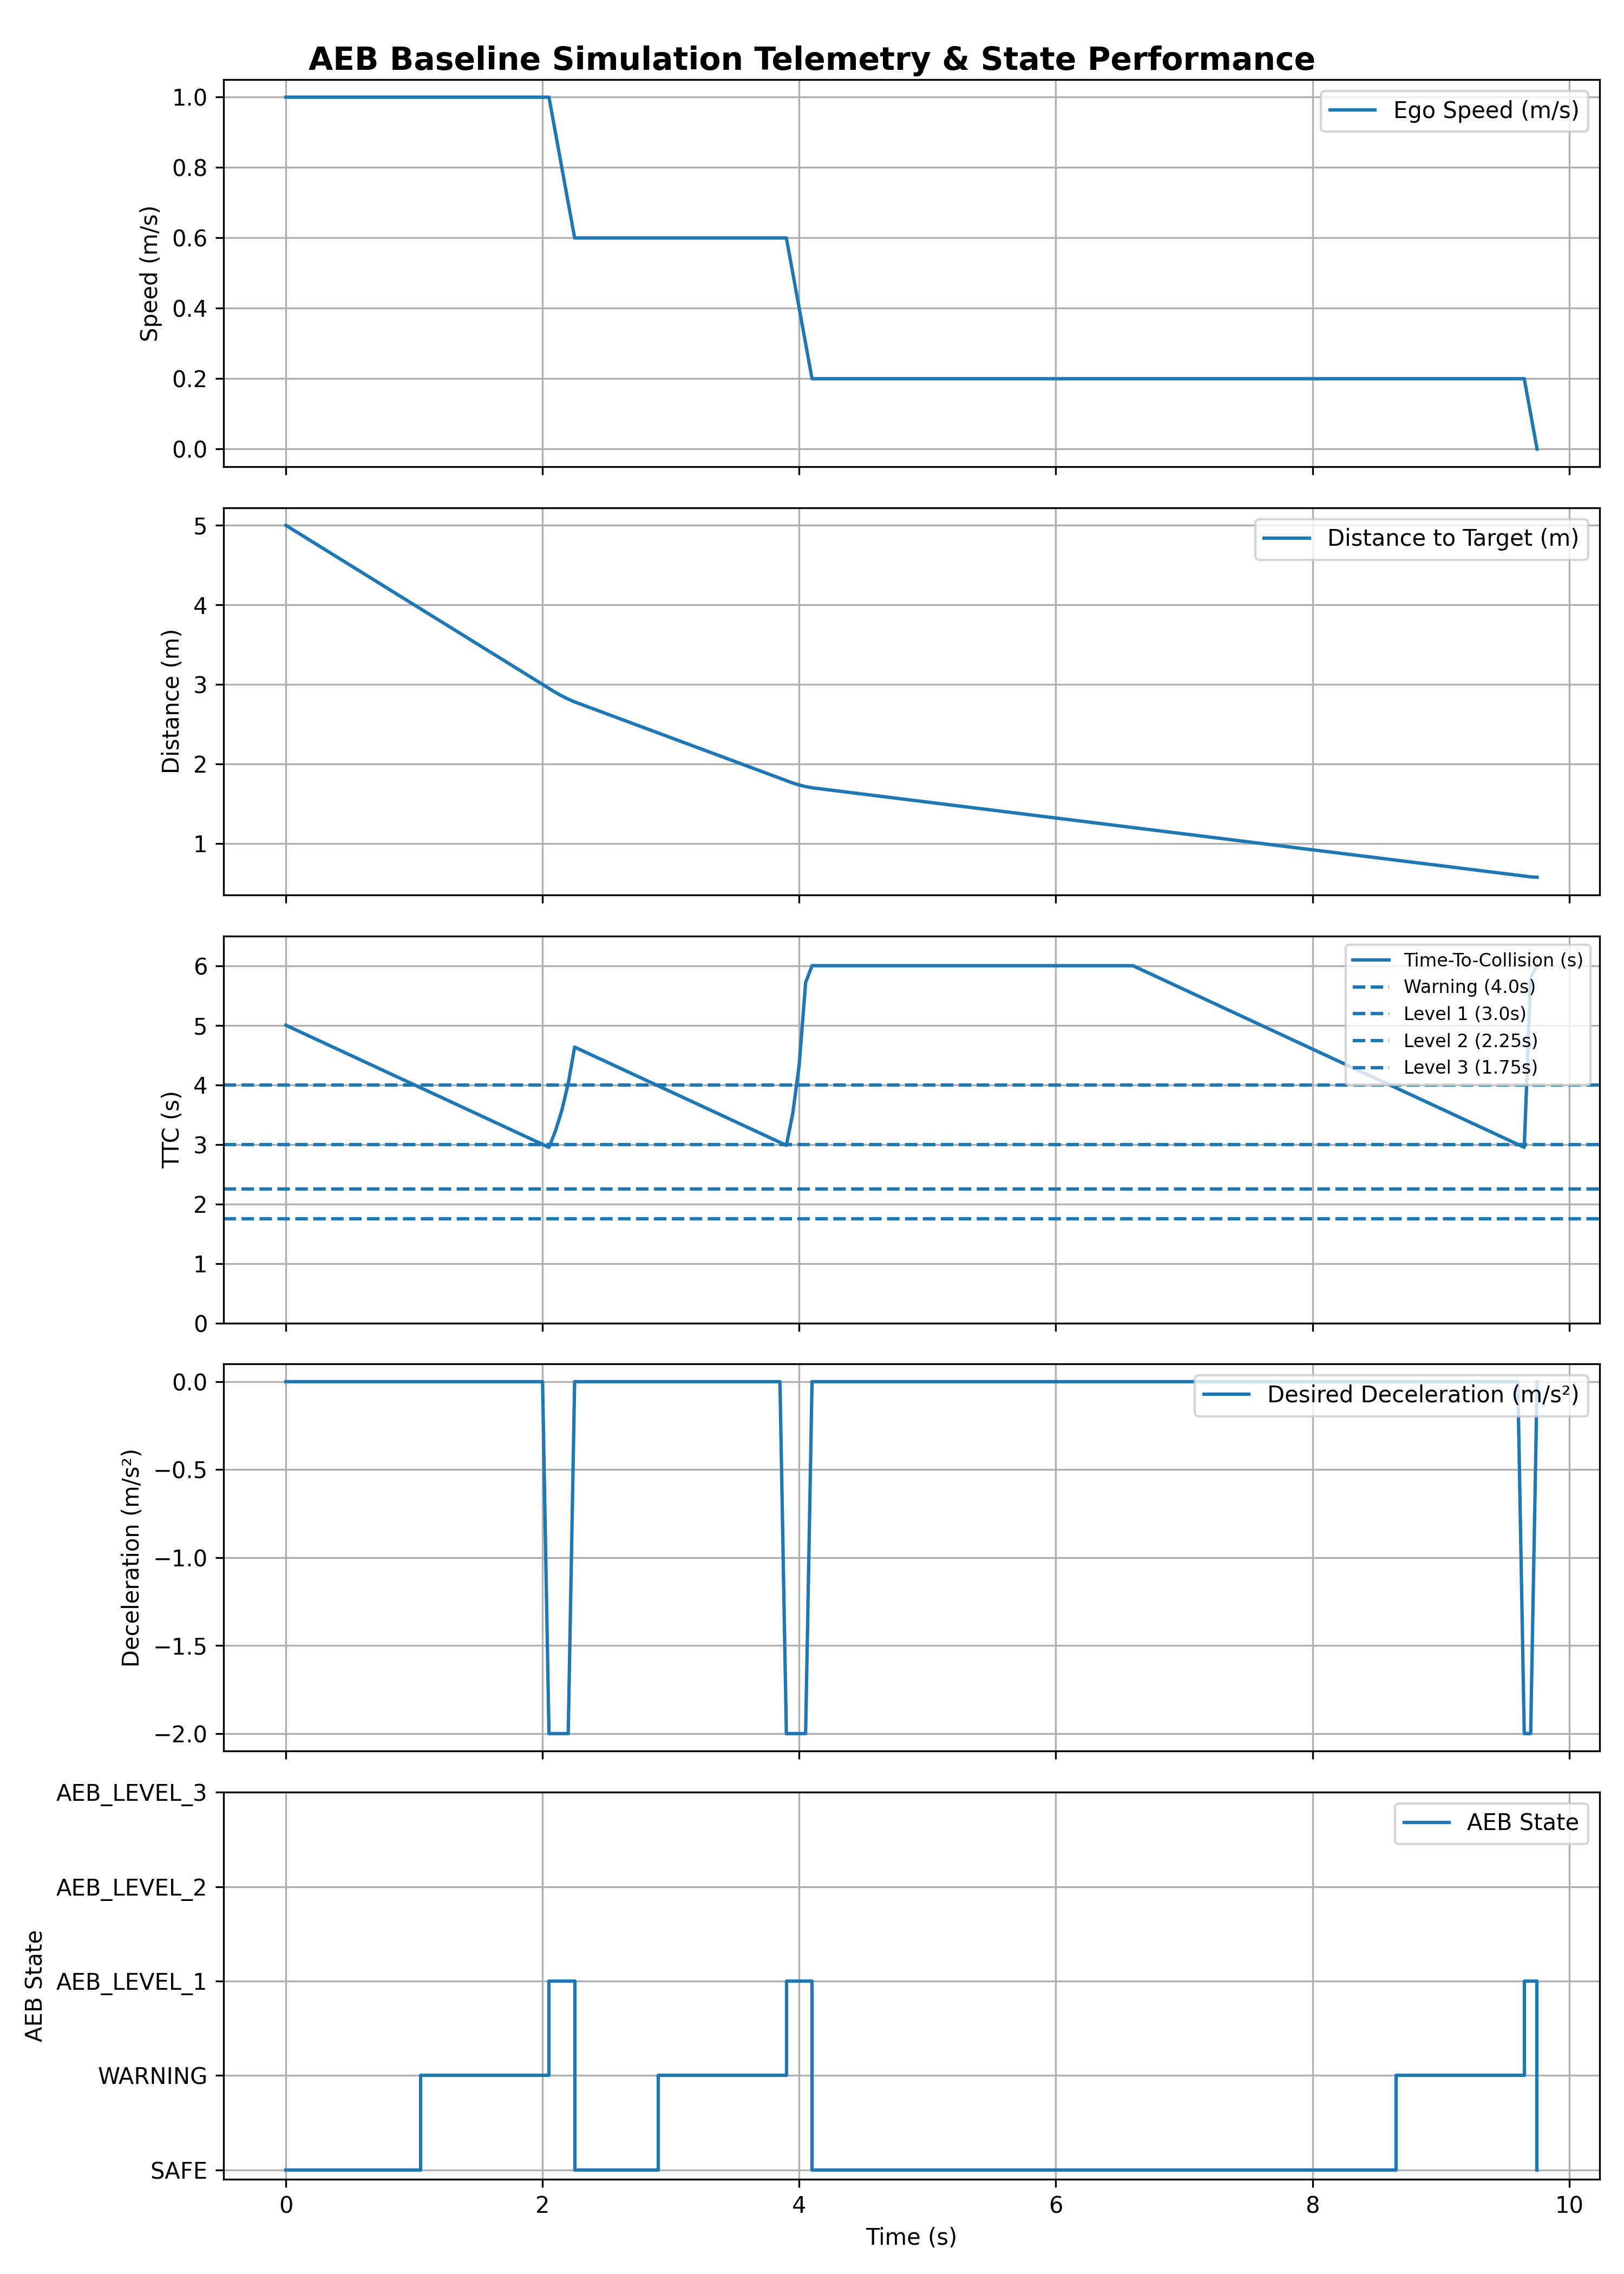 AEB Baseline Simulation Telemetry & State Performance
1.0
0.8
0.6
0.4
0.2
0.0
Speed (m/s)
Ego Speed (m/s)
5
4
3
2
1
Distance (m)
Distance to Target (m)
6
5
4
3
2
1
0
TTC (s)
Time-To-Collision (s)
Warning (4.0s)
Level 1 (3.0s)
Level 2 (2.25s)
Level 3 (1.75s)
0.0
−0.5
−1.0
−1.5
−2.0
Deceleration (m/s²)
Desired Deceleration (m/s²)
AEB_LEVEL_3
AEB_LEVEL_2
AEB_LEVEL_1
WARNING
SAFE
AEB State
AEB State
0 2 4 6 8 10
Time (s)